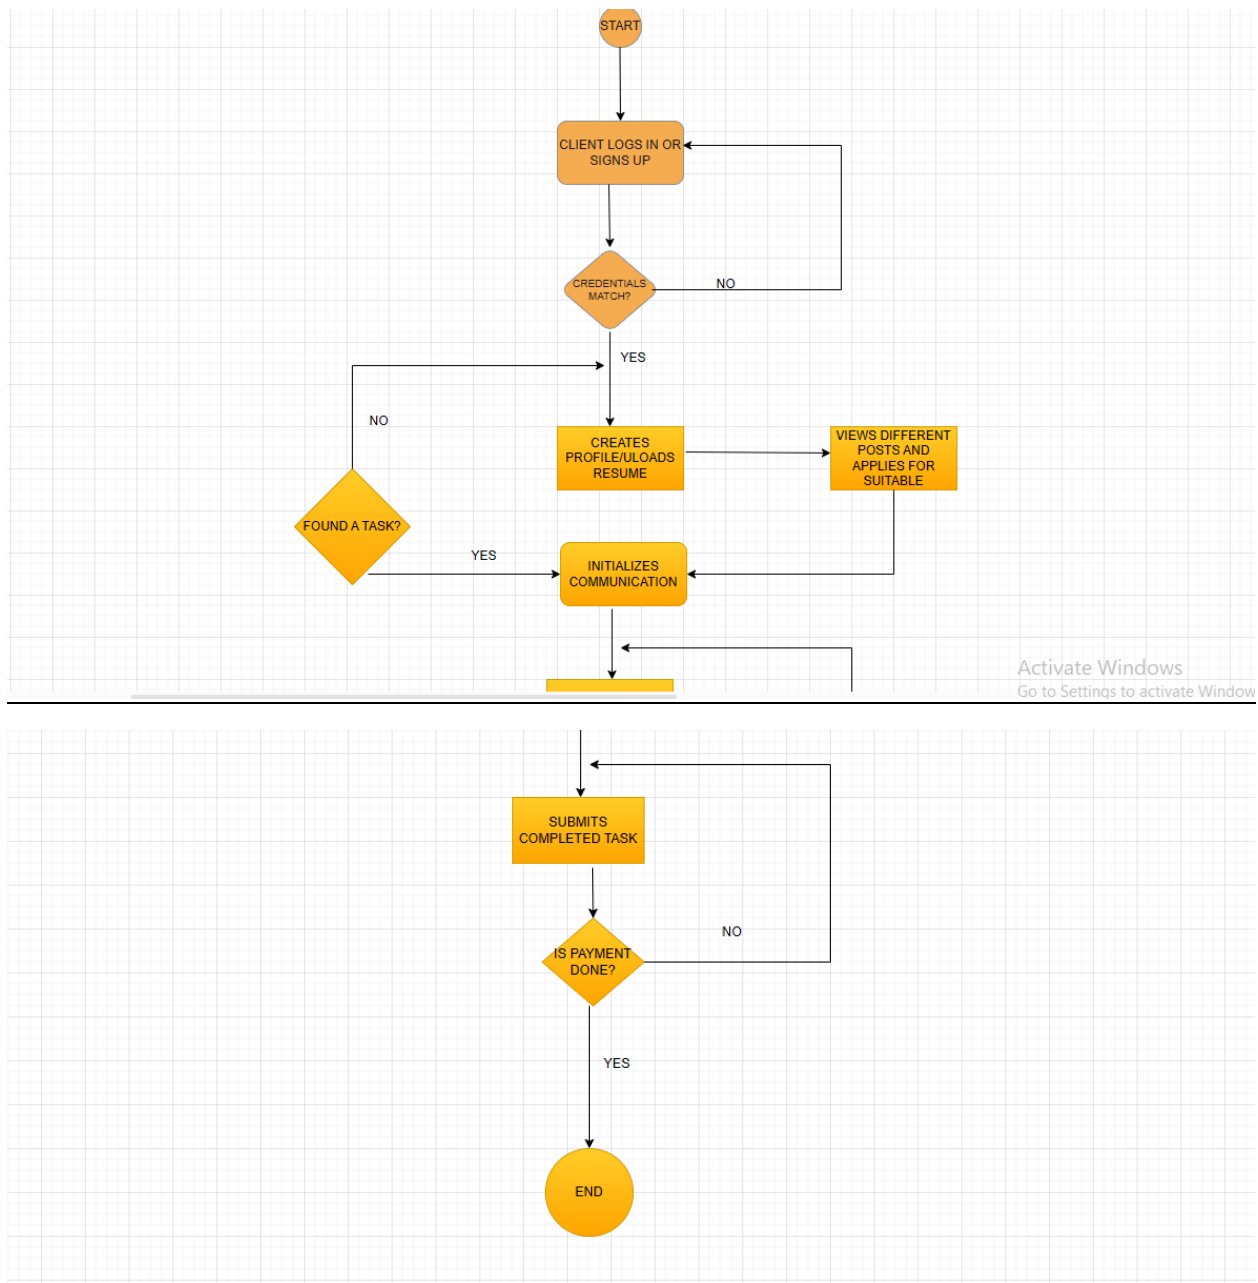 START
CLIENT LOGS IN OR
SIGNS UP
CREDENTIALS
MATCH?
NO
YES
NO
CREATES
PROFILE/ULOADS
RESUME
VIEWS DIFFERENT
POSTS AND
APPLIES FOR
SUITABLE
FOUND A TASK?
YES
INITIALIZES
COMMUNICATION
Activate Windows
Go to Settings to activate Window
SUBMITS
COMPLETED TASK
NO
IS PAYMENT
DONE?
YES
END